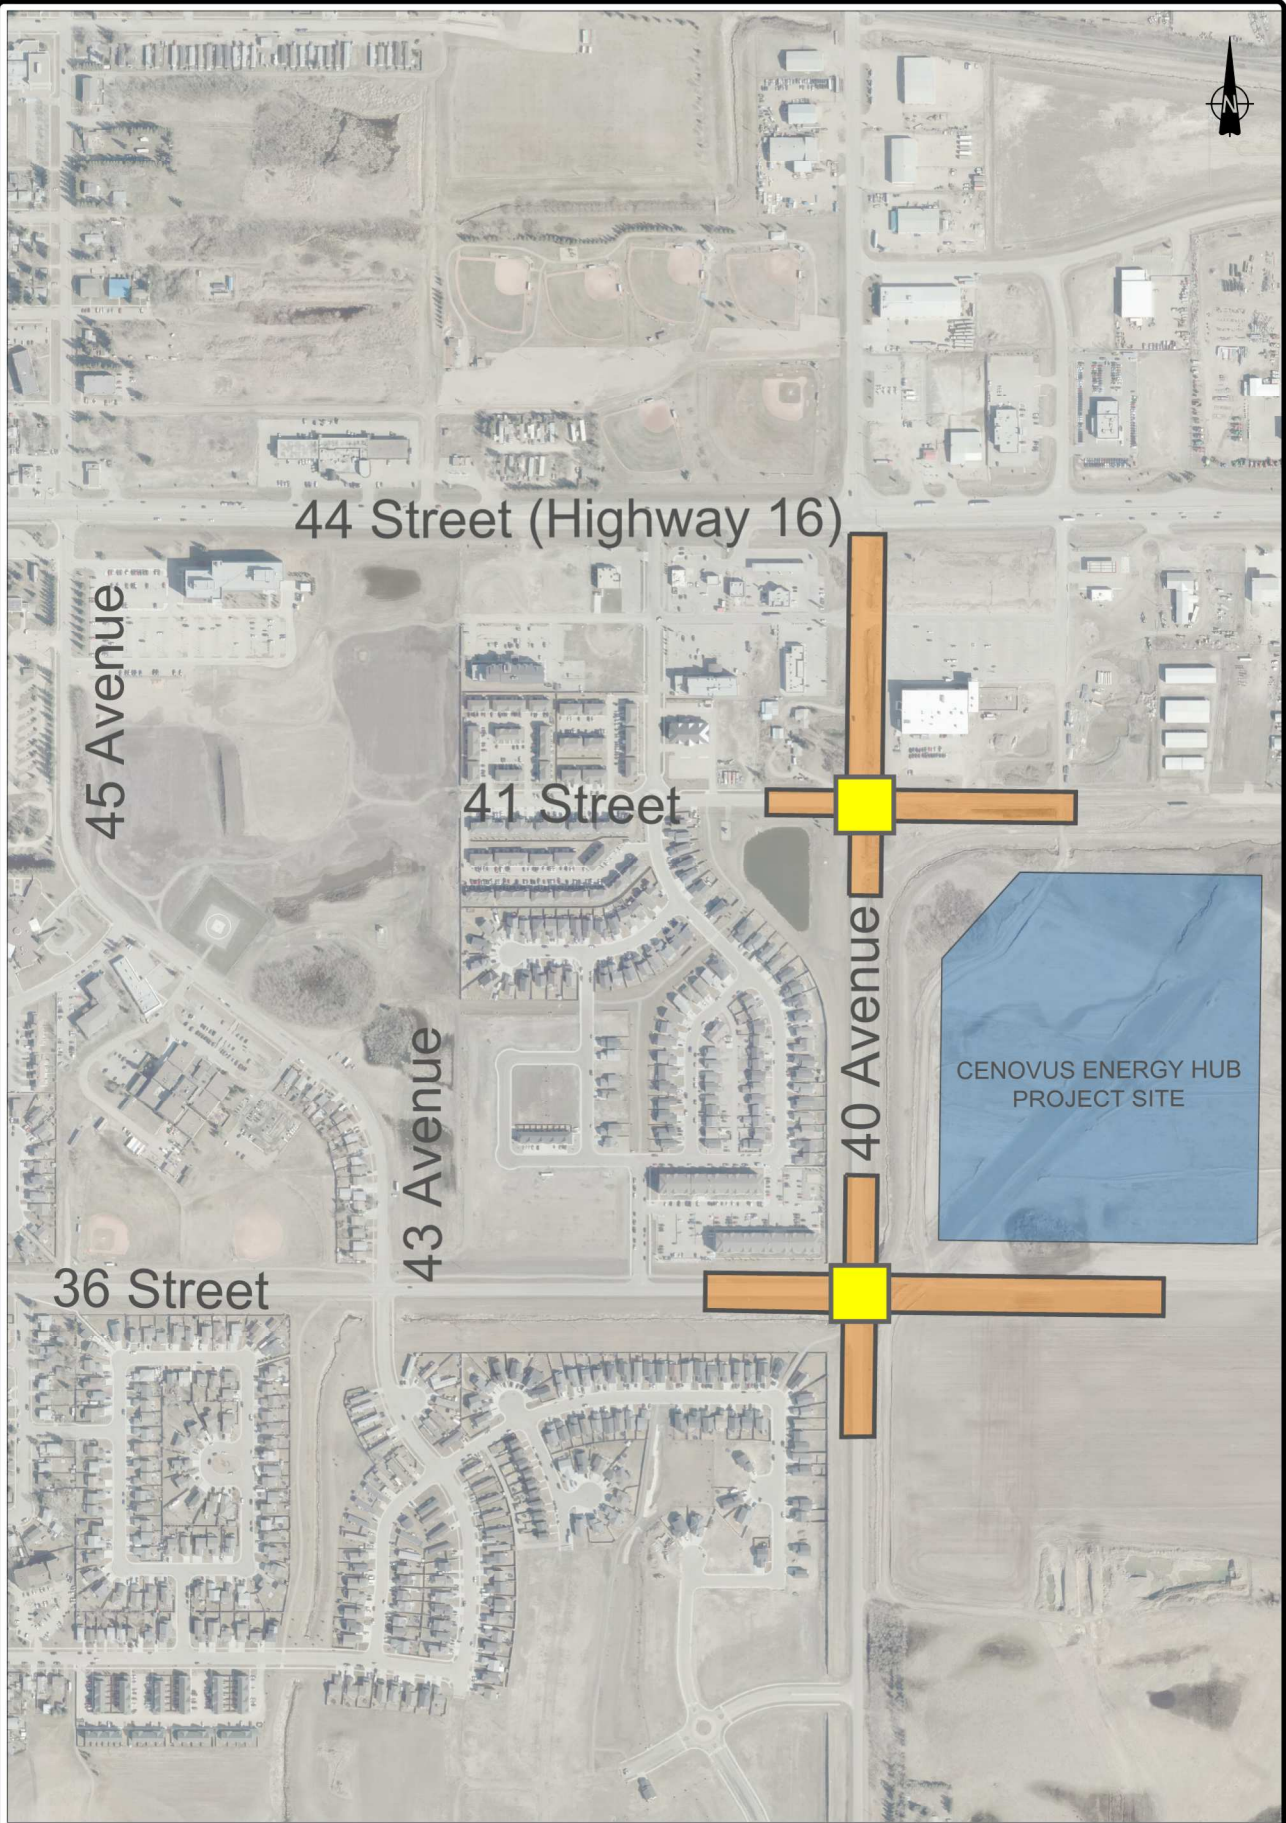 N
44 Street (Highway 16)
45 Avenue
41 Street
40 Avenue
CENOVUS ENERGY HUB
PROJECT SITE
43 Avenue
36 Street